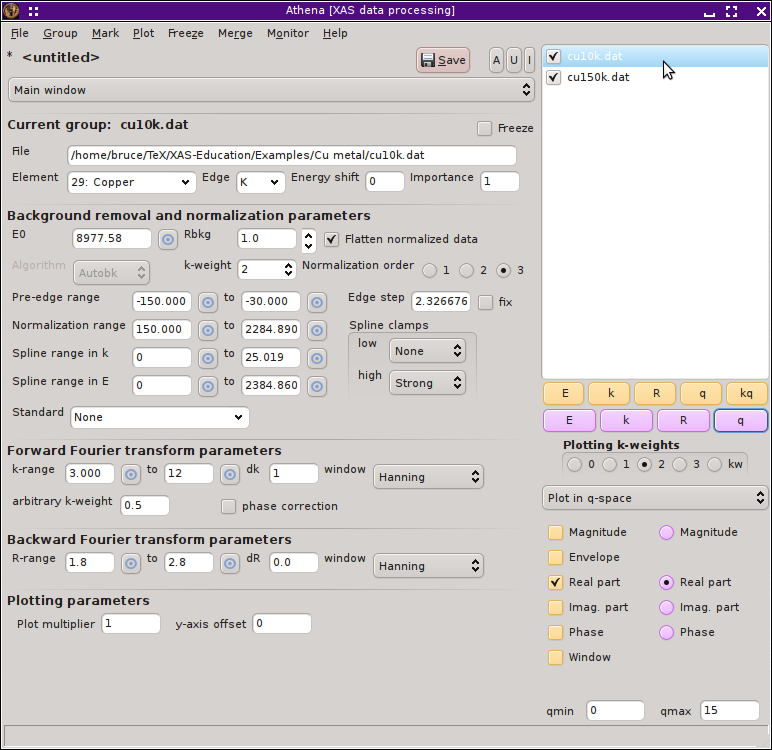 Athena [XAS data processing]
File Group Mark Plot Freeze Merge Monitor Help
* <untitled> Save A U I
Main window
cu10k.dat
cu150k.dat
Current group: cu10k.dat Freeze
File /home/bruce/TeX/XAS-Education/Examples/Cu metal/cu10k.dat
Element 29: Copper Edge K Energy shift 0 Importance 1
Background removal and normalization parameters
E0 8977.58 Rbkg 1.0 Flatten normalized data
Algorithm Autobk k-weight 2 Normalization order 1 2 3
Pre-edge range -150.000 to -30.000 Edge step 2.326676 fix
Normalization range 150.000 to 2284.890 Spline clamps
Spline range in k 0 to 25.019 low None
Spline range in E 0 to 2384.860 high Strong
Standard None
Forward Fourier transform parameters
k-range 3.000 to 12 dk 1 window Hanning
arbitrary k-weight 0.5 phase correction
Backward Fourier transform parameters
R-range 1.8 to 2.8 dR 0.0 window Hanning
Plotting parameters
Plot multiplier 1 y-axis offset 0
E k R q kq
E k R q
Plotting k-weights
0 1 2 3 kw
Plot in q-space
Magnitude Magnitude
Envelope
Real part Real part
Imag. part Imag. part
Phase Phase
Window
qmin 0 qmax 15